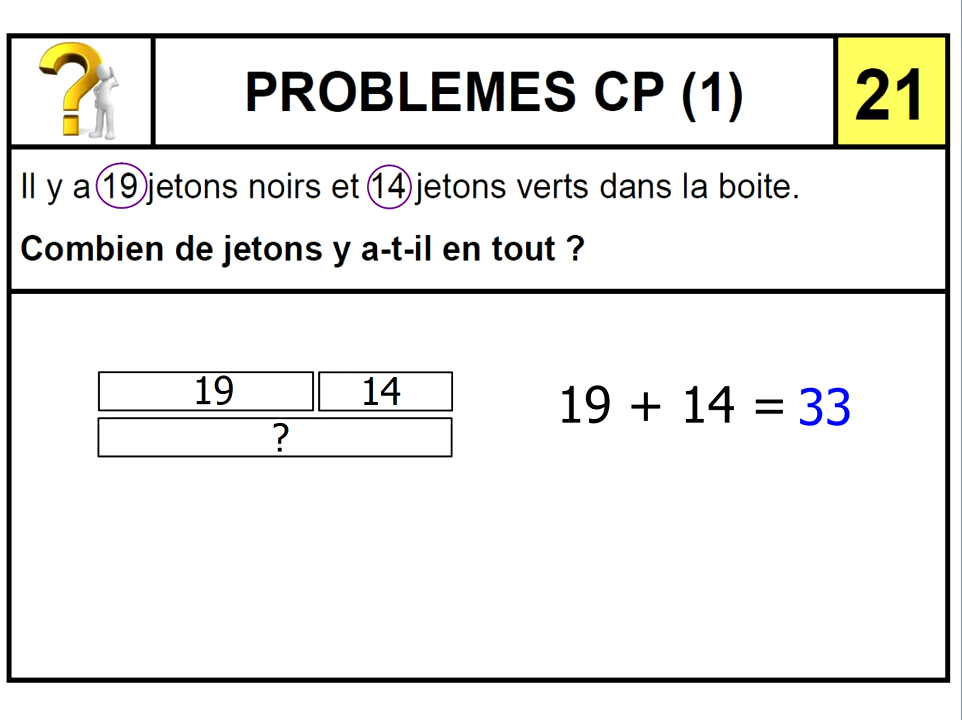 PROBLEMES CP (1)
21
Il y a 19 jetons noirs et 14 jetons verts dans la boite.
Combien de jetons y a-t-il en tout ?
19 14
?
19 + 14 = 33